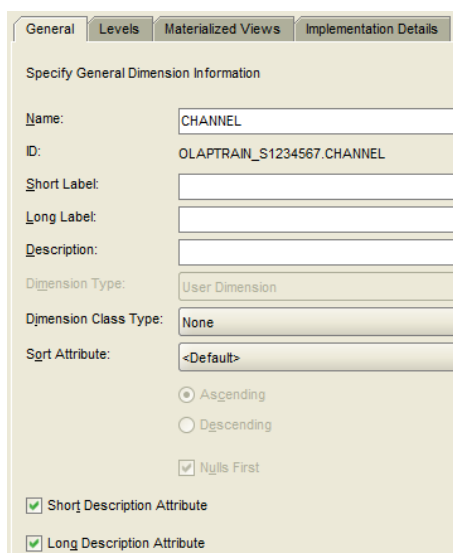 General Levels Materialized Views Implementation Details
Specify General Dimension Information
Name: CHANNEL
ID: OLAPTRAIN_S1234567.CHANNEL
Short Label:
Long Label:
Description:
Dimension Type: User Dimension
Dimension Class Type: None
Sort Attribute: <Default>
Ascending
Descending
Nulls First
Short Description Attribute
Long Description Attribute